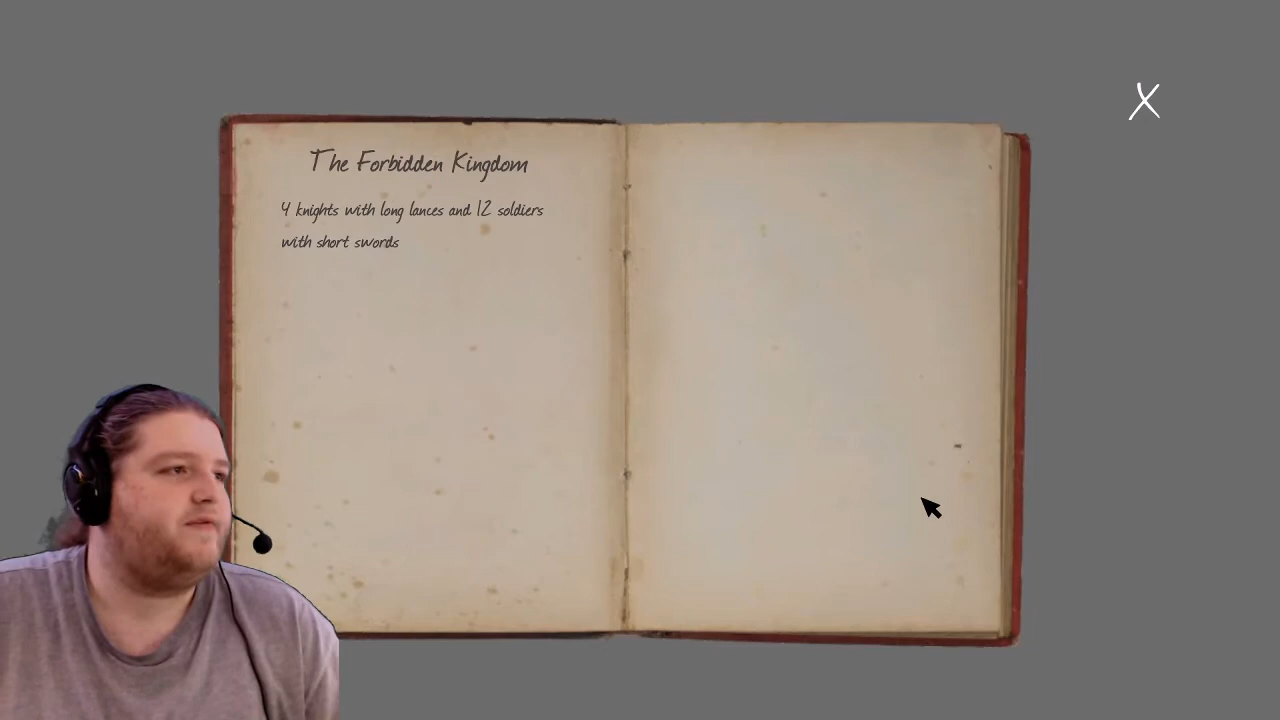 X
The Forbidden Kingdom
4 knights with long lances and 12 soldiers
with short swords